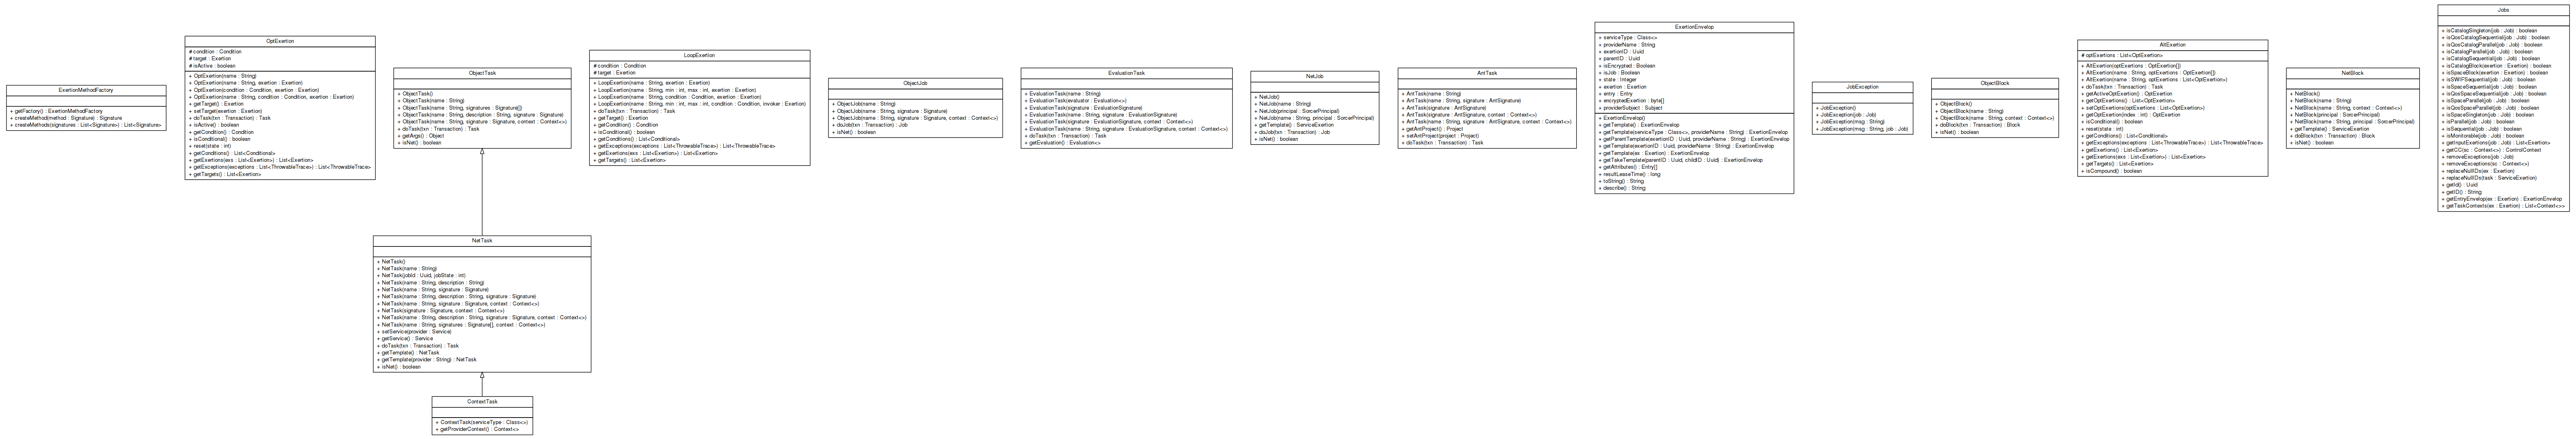 ExertionMethodFactory
+ getFactory() : ExertionMethodFactory
+ createMethod(method : Signature) : Signature
+ createMethods(signatures : List<Signature>) : List<Signature>
OptExertion
# condition : Condition
# target : Exertion
# isActive : boolean
+ OptExertion(name : String)
+ OptExertion(name : String, exertion : Exertion)
+ OptExertion(condition : Condition, exertion : Exertion)
+ OptExertion(name : String, condition : Condition, exertion : Exertion)
+ getTarget() : Exertion
+ setTarget(exertion : Exertion)
+ doTask(txn : Transaction) : Task
+ isActive() : boolean
+ getCondition() : Condition
+ isConditional() : boolean
+ reset(state : int)
+ getConditions() : List<Conditional>
+ getExertions(exs : List<Exertion>) : List<Exertion>
+ getExceptions(exceptions : List<ThrowableTrace>) : List<ThrowableTrace>
+ getTargets() : List<Exertion>
ObjectTask
+ ObjectTask()
+ ObjectTask(name : String)
+ ObjectTask(name : String, signatures : Signature[])
+ ObjectTask(name : String, description : String, signature : Signature)
+ ObjectTask(name : String, signature : Signature, context : Context<>)
+ doTask(txn : Transaction) : Task
+ getArgs() : Object
+ isNet() : boolean
NetTask
+ NetTask()
+ NetTask(name : String)
+ NetTask(jobId : Uuid, jobState : int)
+ NetTask(name : String, description : String)
+ NetTask(name : String, signature : Signature)
+ NetTask(name : String, description : String, signature : Signature)
+ NetTask(name : String, signature : Signature, context : Context<>)
+ NetTask(signature : Signature, context : Context<>)
+ NetTask(name : String, description : String, signature : Signature, context : Context<>)
+ NetTask(name : String, signatures : Signature[], context : Context<>)
+ setService(provider : Service)
+ getService() : Service
+ doTask(txn : Transaction) : Task
+ getTemplate() : NetTask
+ getTemplate(provider : String) : NetTask
+ isNet() : boolean
ContextTask
+ ContextTask(serviceType : Class<>)
+ getProviderContext() : Context<>
LoopExertion
# condition : Condition
# target : Exertion
+ LoopExertion(name : String, exertion : Exertion)
+ LoopExertion(name : String, min : int, max : int, exertion : Exertion)
+ LoopExertion(name : String, condition : Condition, exertion : Exertion)
+ LoopExertion(name : String, min : int, max : int, condition : Condition, invoker : Exertion)
+ doTask(txn : Transaction) : Task
+ getTarget() : Exertion
+ getCondition() : Condition
+ isConditional() : boolean
+ getConditions() : List<Conditional>
+ getExceptions(exceptions : List<ThrowableTrace>) : List<ThrowableTrace>
+ getExertions(exs : List<Exertion>) : List<Exertion>
+ getTargets() : List<Exertion>
ObjectJob
+ ObjectJob(name : String)
+ ObjectJob(name : String, signature : Signature)
+ ObjectJob(name : String, signature : Signature, context : Context<>)
+ doJob(txn : Transaction) : Job
+ isNet() : boolean
EvaluationTask
+ EvaluationTask(name : String)
+ EvaluationTask(evaluator : Evaluation<>)
+ EvaluationTask(signature : EvaluationSignature)
+ EvaluationTask(name : String, signature : EvaluationSignature)
+ EvaluationTask(signature : EvaluationSignature, context : Context<>)
+ EvaluationTask(name : String, signature : EvaluationSignature, context : Context<>)
+ doTask(txn : Transaction) : Task
+ getEvaluation() : Evaluation<>
NetJob
+ NetJob()
+ NetJob(name : String)
+ NetJob(principal : SorcerPrincipal)
+ NetJob(name : String, principal : SorcerPrincipal)
+ getTemplate() : ServiceExertion
+ doJob(txn : Transaction) : Job
+ isNet() : boolean
AntTask
+ AntTask(name : String)
+ AntTask(name : String, signature : AntSignature)
+ AntTask(signature : AntSignature, context : Context<>)
+ AntTask(name : String, signature : AntSignature, context : Context<>)
+ getAntProject() : Project
+ setAntProject(project : Project)
+ doTask(txn : Transaction) : Task
ExertionEnvelop
+ serviceType : Class<>
+ providerName : String
+ exertionID : Uuid
+ parentID : Uuid
+ isEncrypted : Boolean
+ isJob : Boolean
+ state : Integer
+ exertion : Exertion
+ entry : Entry
+ encryptedExertion : byte[]
+ providerSubject : Subject
+ ExertionEnvelop()
+ getTemplate() : ExertionEnvelop
+ getTemplate(serviceType : Class<>, providerName : String) : ExertionEnvelop
+ getParentTemplate(parentID : Uuid, providerName : String) : ExertionEnvelop
+ getTemplate(exertionID : Uuid, providerName : String) : ExertionEnvelop
+ getTemplate(ex : Exertion) : ExertionEnvelop
+ getTakeTemplate(parentID : Uuid, childID : Uuid) : ExertionEnvelop
+ getAttributes() : Entry[]
+ resultLeaseTime() : long
+ toString() : String
+ describe() : String
JobException
+ JobException()
+ JobException(job : Job)
+ JobException(msg : String)
+ JobException(msg : String, job : Job)
ObjectBlock
+ ObjectBlock()
+ ObjectBlock(name : String)
+ ObjectBlock(name : String, context : Context<>)
+ doBlock(txn : Transaction) : Block
+ isNet() : boolean
AltExertion
# optExertions : List<OptExertion>
+ AltExertion(optExertions : OptExertion[])
+ AltExertion(name : String, optExertions : OptExertion[])
+ AltExertion(name : String, optExertions : List<OptExertion>)
+ doTask(txn : Transaction) : Task
+ getActiveOptExertion() : OptExertion
+ getOptExertions() : List<OptExertion>
+ setOptExertions(optExertions : List<OptExertion>)
+ getOptExertion(index : int) : OptExertion
+ isConditional() : boolean
+ reset(state : int)
+ getConditions() : List<Conditional>
+ getExceptions(exceptions : List<ThrowableTrace>) : List<ThrowableTrace>
+ getExertions() : List<Exertion>
+ getExertions(exs : List<Exertion>) : List<Exertion>
+ getTargets() : List<Exertion>
+ isCompound() : boolean
NetBlock
+ NetBlock()
+ NetBlock(name : String)
+ NetBlock(name : String, context : Context<>)
+ NetBlock(principal : SorcerPrincipal)
+ NetBlock(name : String, principal : SorcerPrincipal)
+ getTemplate() : ServiceExertion
+ doBlock(txn : Transaction) : Block
+ isNet() : boolean
Jobs
+ isCatalogSingleton(job : Job) : boolean
+ isQosCatalogSequential(job : Job) : boolean
+ isQosCatalogParallel(job : Job) : boolean
+ isCatalogParallel(job : Job) : boolean
+ isCatalogSequential(job : Job) : boolean
+ isCatalogBlock(exertion : Exertion) : boolean
+ isSpaceBlock(exertion : Exertion) : boolean
+ isSWIFSequential(job : Job) : boolean
+ isSpaceSequential(job : Job) : boolean
+ isQosSpaceSequential(job : Job) : boolean
+ isSpaceParallel(job : Job) : boolean
+ isQosSpaceParallel(job : Job) : boolean
+ isSpaceSingleton(job : Job) : boolean
+ isParallel(job : Job) : boolean
+ isSequential(job : Job) : boolean
+ isMonitorable(job : Job) : boolean
+ getInputExertions(job : Job) : List<Exertion>
+ getCC(sc : Context<>) : ControlContext
+ removeExceptions(job : Job)
+ removeExceptions(sc : Context<>)
+ replaceNullIDs(ex : Exertion)
+ replaceNullIDs(task : ServiceExertion)
+ getId() : Uuid
+ getID() : String
+ getEntryEnvelop(ex : Exertion) : ExertionEnvelop
+ getTaskContexts(ex : Exertion) : List<Context<>>